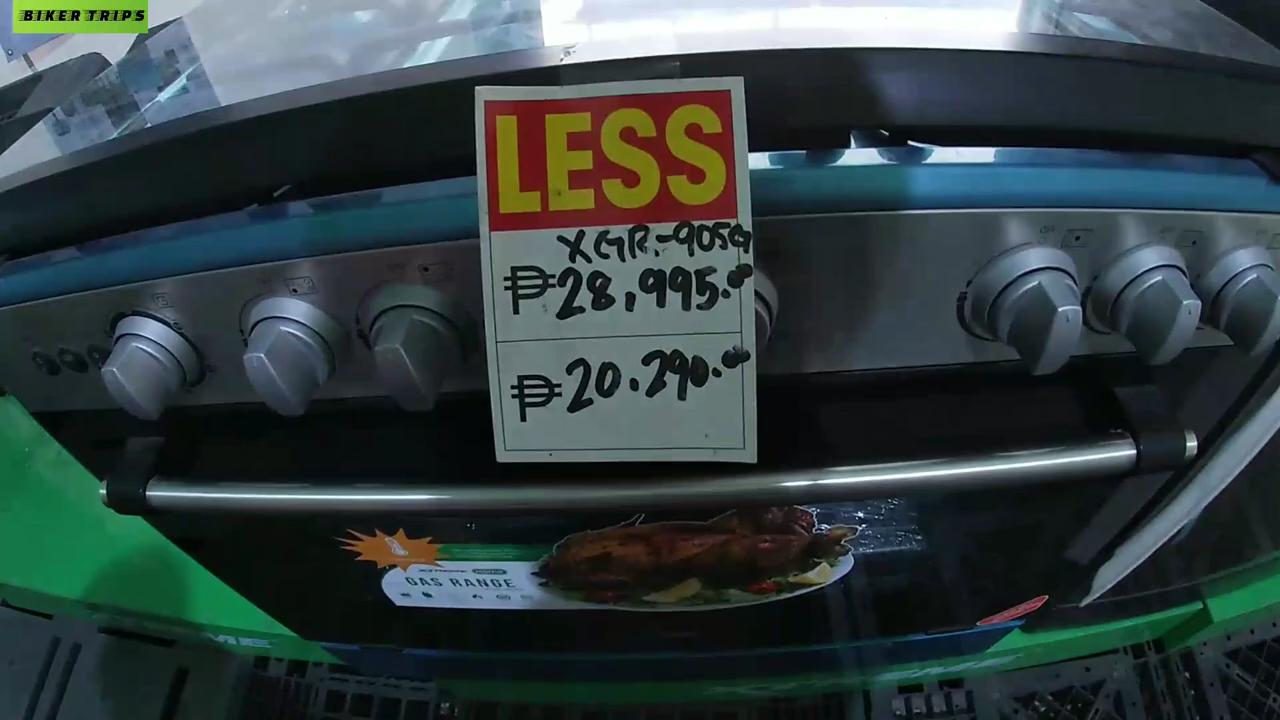 BIKER TRIPS
LESS
XGR-905G
₱28,995.00
₱20.290.00
GAS RANGE